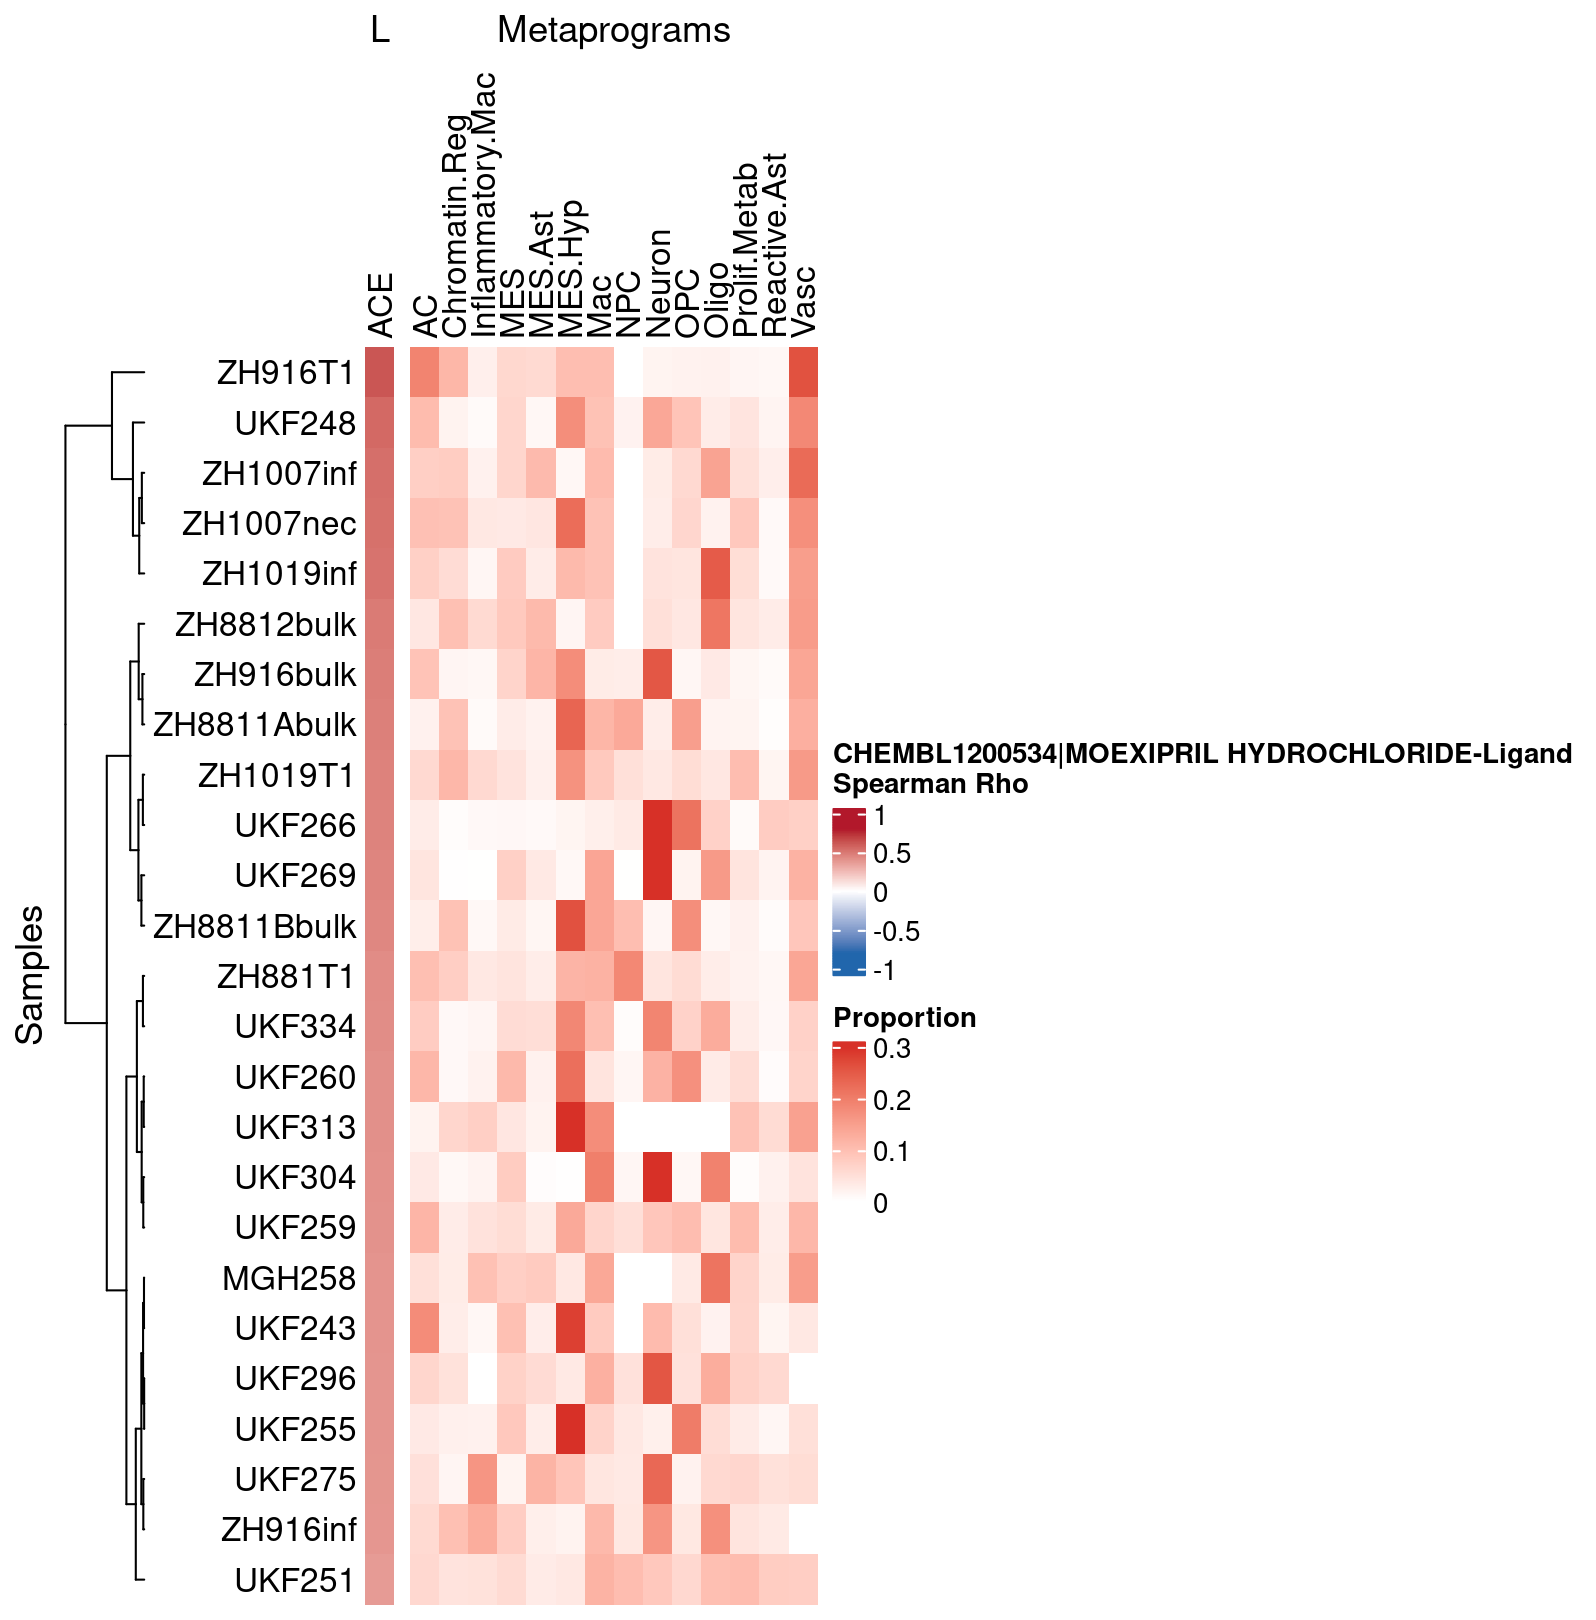 L Metaprograms
ACE AC Chromatin.Reg Inflammatory.Mac MES MES.Ast MES.Hyp Mac NPC Neuron OPC Oligo Prolif.Metab Reactive.Ast Vasc
Samples
ZH916T1
UKF248
ZH1007inf
ZH1007nec
ZH1019inf
ZH8812bulk
ZH916bulk
ZH8811Abulk
ZH1019T1
UKF266
UKF269
ZH8811Bbulk
ZH881T1
UKF334
UKF260
UKF313
UKF304
UKF259
MGH258
UKF243
UKF296
UKF255
UKF275
ZH916inf
UKF251
CHEMBL1200534|MOEXIPRIL HYDROCHLORIDE-Ligand
Spearman Rho
1
0.5
0
-0.5
-1
Proportion
0.3
0.2
0.1
0